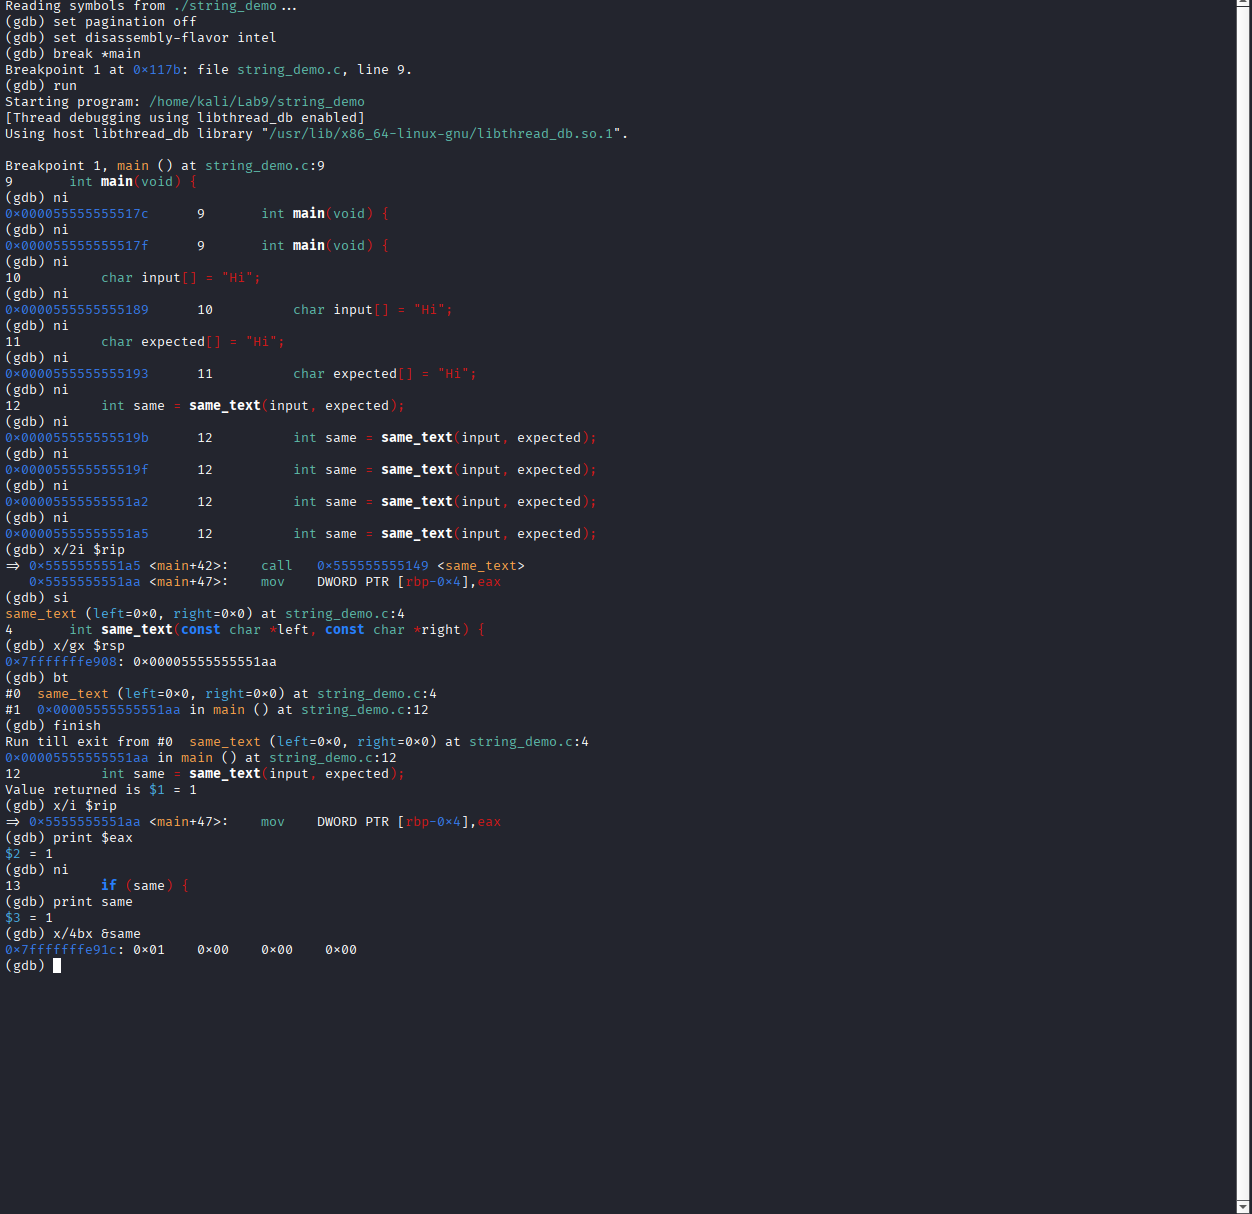 Reading symbols from ./string_demo...
(gdb) set pagination off
(gdb) set disassembly-flavor intel
(gdb) break *main
Breakpoint 1 at 0x117b: file string_demo.c, line 9.
(gdb) run
Starting program: /home/kali/Lab9/string_demo
[Thread debugging using libthread_db enabled]
Using host libthread_db library "/usr/lib/x86_64-linux-gnu/libthread_db.so.1".

Breakpoint 1, main () at string_demo.c:9
9       int main(void) {
(gdb) ni
0x000055555555517c      9       int main(void) {
(gdb) ni
0x000055555555517f      9       int main(void) {
(gdb) ni
10          char input[] = "Hi";
(gdb) ni
0x0000555555555189      10          char input[] = "Hi";
(gdb) ni
11          char expected[] = "Hi";
(gdb) ni
0x0000555555555193      11          char expected[] = "Hi";
(gdb) ni
12          int same = same_text(input, expected);
(gdb) ni
0x000055555555519b      12          int same = same_text(input, expected);
(gdb) ni
0x000055555555519f      12          int same = same_text(input, expected);
(gdb) ni
0x00005555555551a2      12          int same = same_text(input, expected);
(gdb) ni
0x00005555555551a5      12          int same = same_text(input, expected);
(gdb) x/2i $rip
=> 0x5555555551a5 <main+42>:    call   0x555555555149 <same_text>
   0x5555555551aa <main+47>:    mov    DWORD PTR [rbp-0x4],eax
(gdb) si
same_text (left=0x0, right=0x0) at string_demo.c:4
4       int same_text(const char *left, const char *right) {
(gdb) x/gx $rsp
0x7fffffffe908: 0x00005555555551aa
(gdb) bt
#0  same_text (left=0x0, right=0x0) at string_demo.c:4
#1  0x00005555555551aa in main () at string_demo.c:12
(gdb) finish
Run till exit from #0  same_text (left=0x0, right=0x0) at string_demo.c:4
0x00005555555551aa in main () at string_demo.c:12
12          int same = same_text(input, expected);
Value returned is $1 = 1
(gdb) x/i $rip
=> 0x5555555551aa <main+47>:    mov    DWORD PTR [rbp-0x4],eax
(gdb) print $eax
$2 = 1
(gdb) ni
13          if (same) {
(gdb) print same
$3 = 1
(gdb) x/4bx &same
0x7fffffffe91c: 0x01    0x00    0x00    0x00
(gdb)